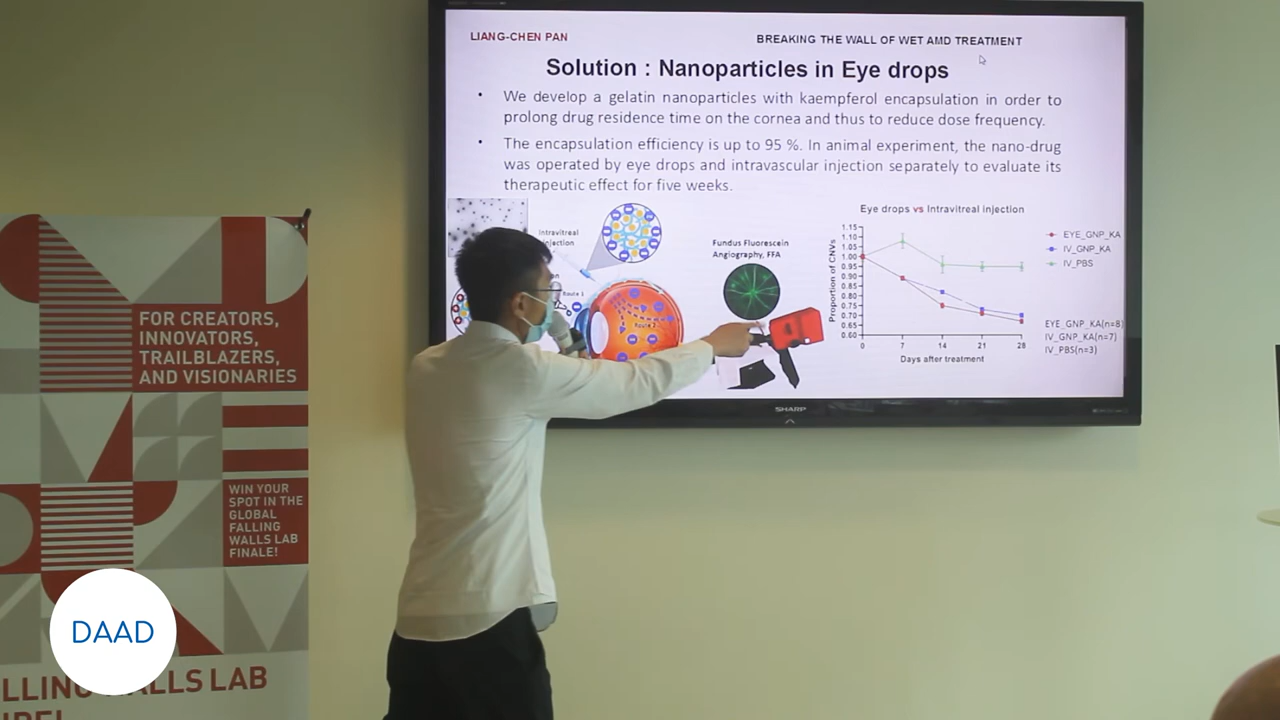 LIANG-CHEN PAN
BREAKING THE WALL OF WET AMD TREATMENT
Solution : Nanoparticles in Eye drops
• We develop a gelatin nanoparticles with kaempferol encapsulation in order to
prolong drug residence time on the cornea and thus to reduce dose frequency.
• The encapsulation efficiency is up to 95 %. In animal experiment, the nano-drug
was operated by eye drops and intravascular injection separately to evaluate its
therapeutic effect for five weeks.
Intravitreal
injection
Route 1
Route 2
Fundus Fluorescein
Angiography, FFA
Eye drops vs Intravitreal injection
Proportion of CNVs
1.15
1.10
1.05
1.00
0.95
0.90
0.85
0.80
0.75
0.70
0.65
0.60
0 7 14 21 28
Days after treatment
EYE_GNP_KA
IV_GNP_KA
IV_PBS
EYE_GNP_KA(n=8)
IV_GNP_KA(n=7)
IV_PBS(n=3)
SHARP
FOR CREATORS,
INNOVATORS,
TRAILBLAZERS,
AND VISIONARIES
WIN YOUR
SPOT IN THE
GLOBAL
FALLING
WALLS LAB
FINALE!
DAAD
LLING WALLS LAB